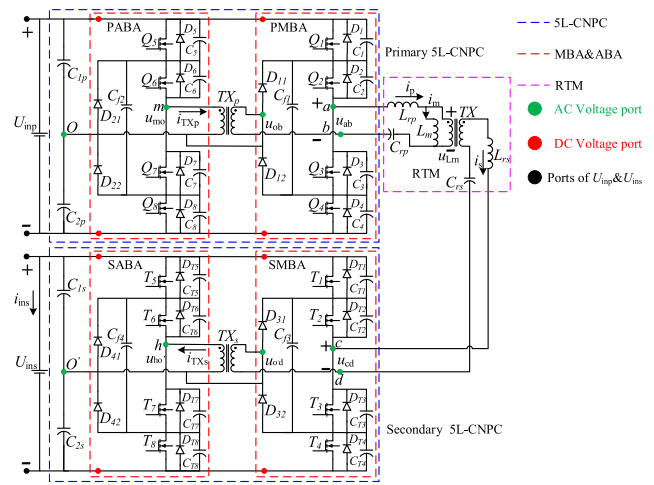 PABA
PMBA
Primary 5L-CNPC
5L-CNPC
MBA&ABA
RTM
AC Voltage port
DC Voltage port
Ports of Uinp&Uins
+
C1p
Uinp
O
C2p
D21
D22
Cf2
Q5
D5
C5
Q6
D6
C6
m
umo
iTXp
TXp
uob
Q7
D7
C7
Q8
D8
C8
D11
D12
Cf1
Q1
D1
C1
Q2
D2
C2
+ a
b
uab
Q3
D3
C3
Q4
D4
C4
ip
Lrp
im
Lm
+
TX
uLm
Crp
RTM
is
Lrs
Crs
SABA
SMBA
Secondary 5L-CNPC
+
iins
C1s
Uins
O'
C2s
D41
D42
Cf4
T5
DT5
CT5
T6
DT6
CT6
h
uho'
iTXs
TXs
uo'd
T7
DT7
CT7
T8
DT8
CT8
D31
D32
Cf3
T1
DT1
CT1
T2
DT2
CT2
+ c
ucd
d
T3
DT3
CT3
T4
DT4
CT4